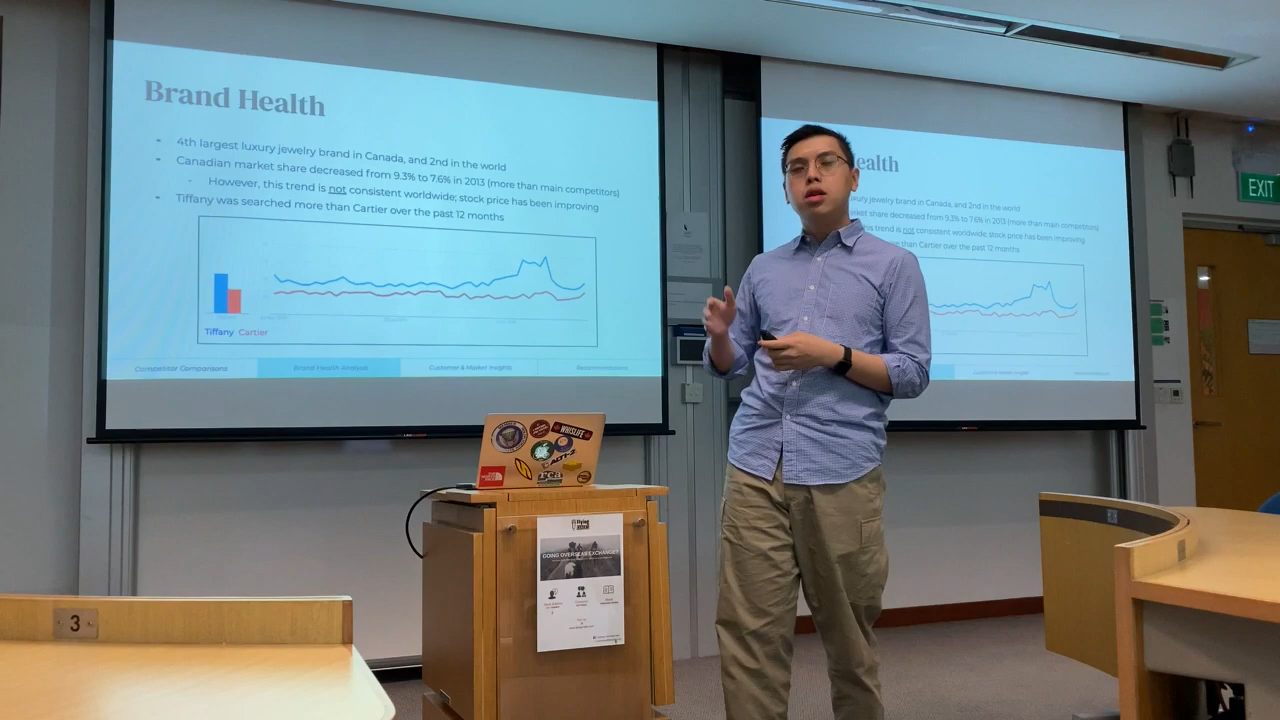 Brand Health
- 4th largest luxury jewelry brand in Canada, and 2nd in the world
- Canadian market share decreased from 9.3% to 7.6% in 2013 (more than main competitors)
- However, this trend is not consistent worldwide; stock price has been improving
- Tiffany was searched more than Cartier over the past 12 months
Tiffany Cartier
Competitor Comparisons Brand Health Analysis Customer & Market Insights Recommendations
ealth
jewelry brand in Canada, and 2nd in the world
share decreased from 9.3% to 7.6% in 2013 (more than main competitors)
this trend is not consistent worldwide; stock price has been improving
than Cartier over the past 12 months
EXIT
WHISLIFE
GOING OVERSEAS EXCHANGE?
3